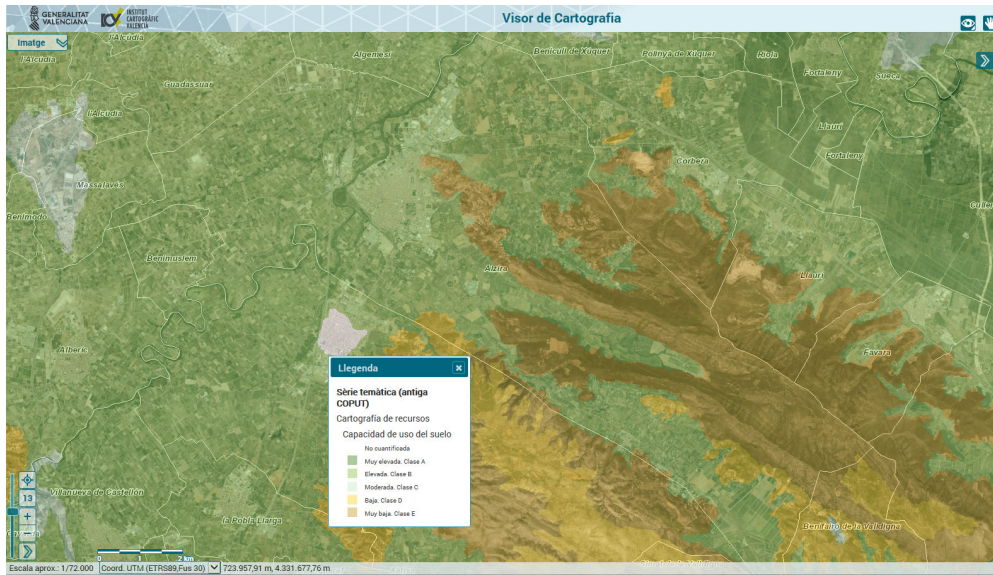 GENERALITAT
VALENCIANA
INSTITUT
CARTOGRÀFIC
VALENCIÀ
Visor de Cartografia
Imatge
l'Alcúdia
l'Alcúdia
Algemesí
Benicull de Xúquer
Polinyà de Xúquer
Riola
Fortaleny
Sueca
Guadassuar
l'Alcúdia
Llaurí
Fortaleny
Corbera
Massalavés
Benimodo
Benimuslem
Alzira
Llaurí
Alberic
Favara
Llegenda
Sèrie temàtica (antiga
COPUT)
Cartografía de recursos
Capacidad de uso del suelo
No cuantificada
Muy elevada. Clase A
Elevada. Clase B
Moderada. Clase C
Baja. Clase D
Muy baja. Clase E
13
Villanueva de Castellón
la Pobla Llarga
Benifairó de la Valldigna
0 1 2 km
Escala aprox.: 1/72.000 Coord. UTM (ETRS89,Fus 30) 723.957,91 m, 4.331.677,76 m